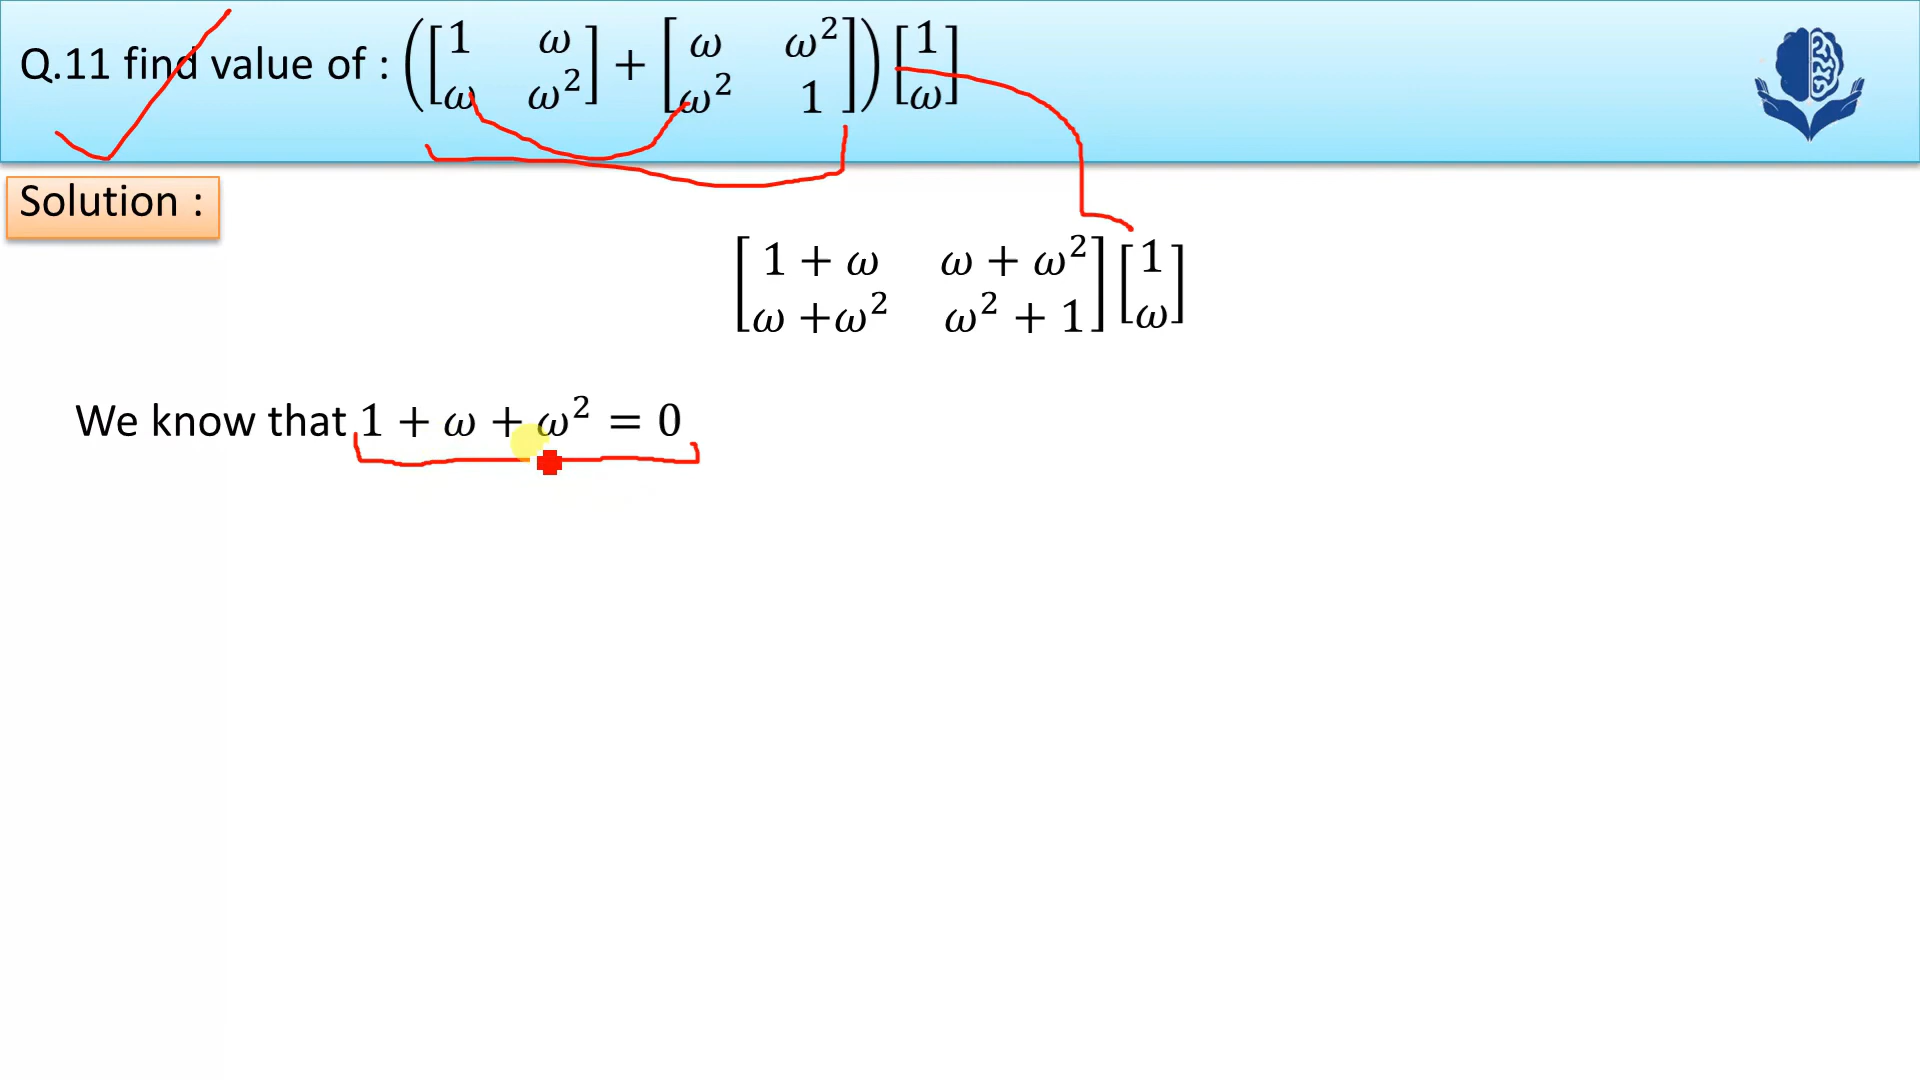 Q.11 find value of : ([1 ω; ω ω²] + [ω ω²; ω² 1]) [1; ω]
Solution :
[1 + ω ω + ω²; ω +ω² ω² + 1] [1; ω]
We know that 1 + ω + ω² = 0